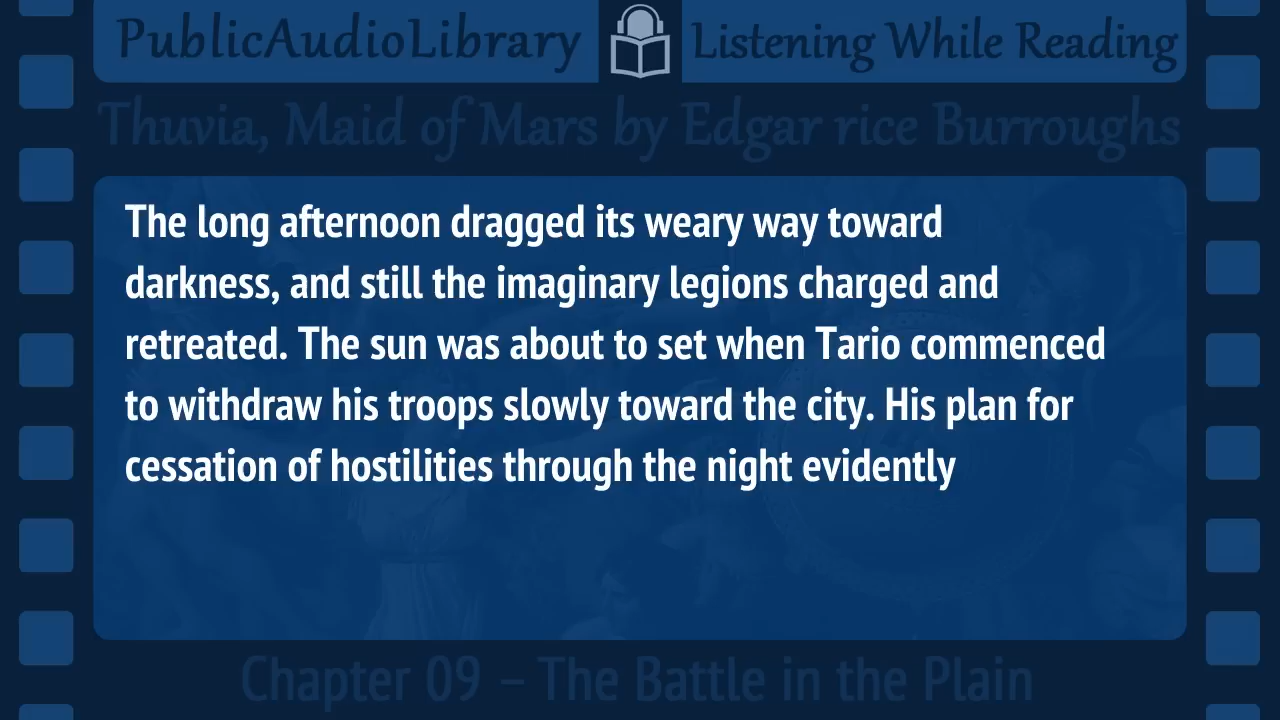 PublicAudioLibrary
Listening While Reading
Thuvia, Maid of Mars by Edgar rice Burroughs
The long afternoon dragged its weary way toward
darkness, and still the imaginary legions charged and
retreated. The sun was about to set when Tario commenced
to withdraw his troops slowly toward the city. His plan for
cessation of hostilities through the night evidently
Chapter 09 – The Battle in the Plain